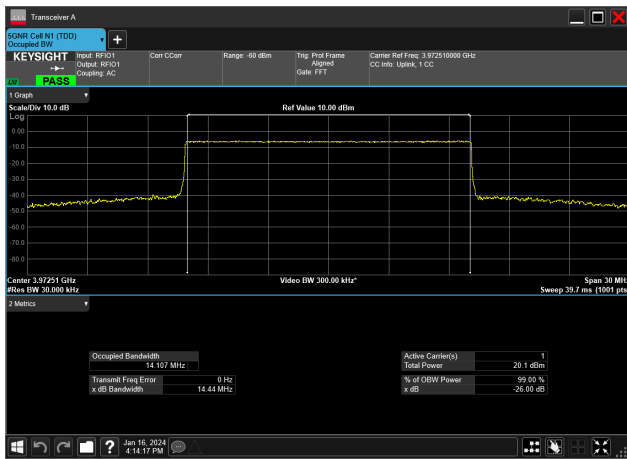 Transceiver A
5GNR Cell N1 (TDD)
Occupied BW
KEYSIGHT
LXI
PASS
Input: RFIO1
Output: RFIO1
Coupling: AC
Corr CCorr
Range: -60 dBm
Trig: Prot Frame
Aligned
Gate: FFT
Carrier Ref Freq: 3.972510000 GHz
CC Info: Uplink, 1 CC
1 Graph
Scale/Div 10.0 dB
Ref Value 10.00 dBm
Log
0.00
-10.0
-20.0
-30.0
-40.0
-50.0
-60.0
-70.0
-80.0
Center 3.97251 GHz
Video BW 300.00 kHz*
Span 30 MHz
#Res BW 30.000 kHz
Sweep 39.7 ms (1001 pts
2 Metrics
Occupied Bandwidth
14.107 MHz
Active Carrier(s) 1
Total Power 20.1 dBm
Transmit Freq Error 0 Hz
x dB Bandwidth 14.44 MHz
% of OBW Power 99.00 %
x dB -26.00 dB
?
Jan 16, 2024
4:14:17 PM